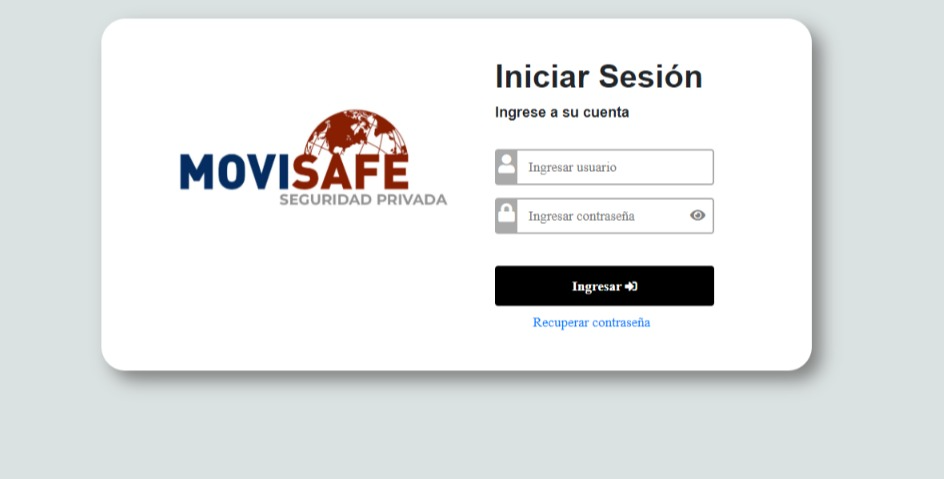 MOVISAFE
SEGURIDAD PRIVADA
Iniciar Sesión
Ingrese a su cuenta
Ingresar usuario
Ingresar contraseña
Ingresar
Recuperar contraseña